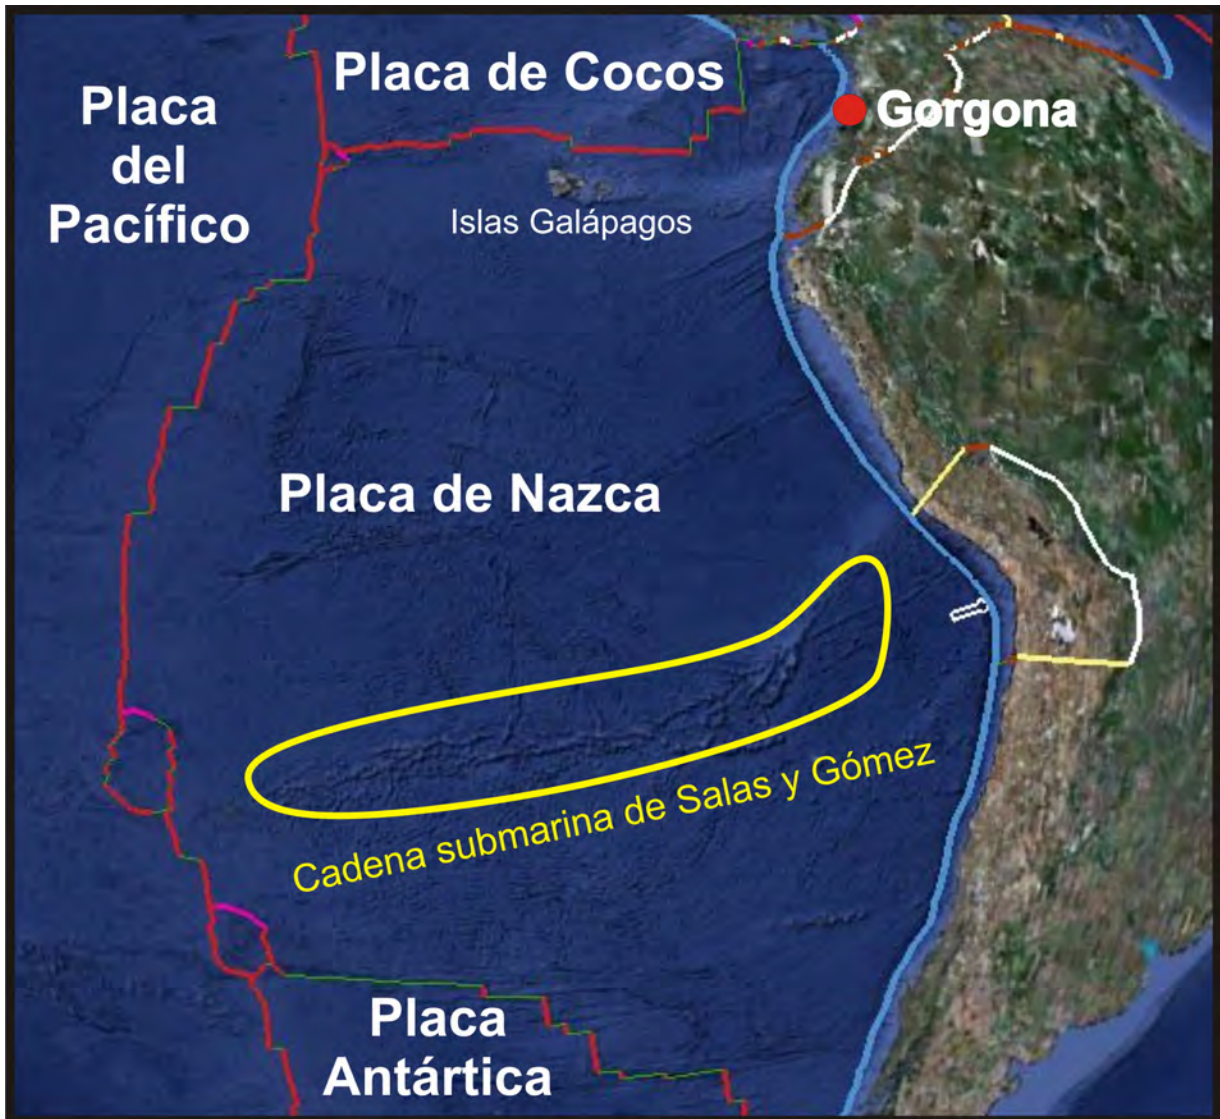 Placa de Cocos
Placa
del
Pacífico
Gorgona
Islas Galápagos
Placa de Nazca
Cadena submarina de Salas y Gómez
Placa
Antártica